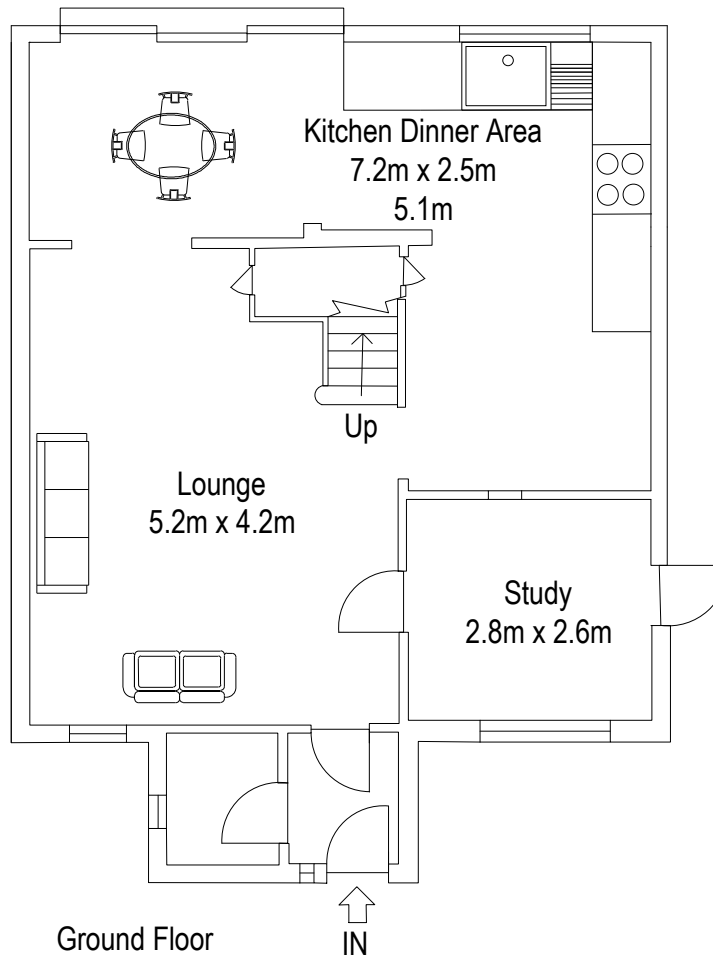 Kitchen Dinner Area
7.2m x 2.5m
5.1m
Up
Lounge
5.2m x 4.2m
Study
2.8m x 2.6m
Ground Floor
IN